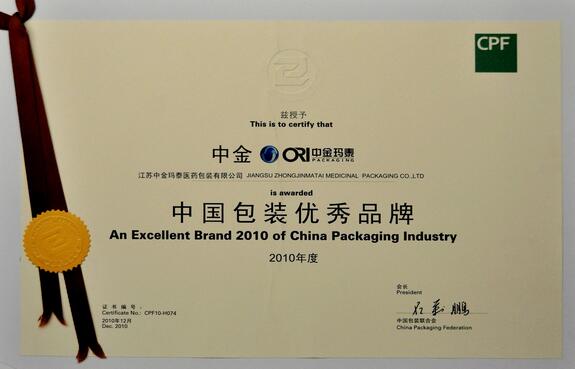 CPF
兹授予
This is to certify that
中金 ORI 中金玛泰
PACKAGING
江苏中金玛泰医药包装有限公司 JIANGSU ZHONGJINMATAI MEDICINAL PACKAGING CO.,LTD
is awarded
中国包装优秀品牌
An Excellent Brand 2010 of China Packaging Industry
2010年度
会长
President
证书编号:
Certificate No.: CPF10-H074
2010年12月
Dec. 2010
中国包装联合会
China Packaging Federation